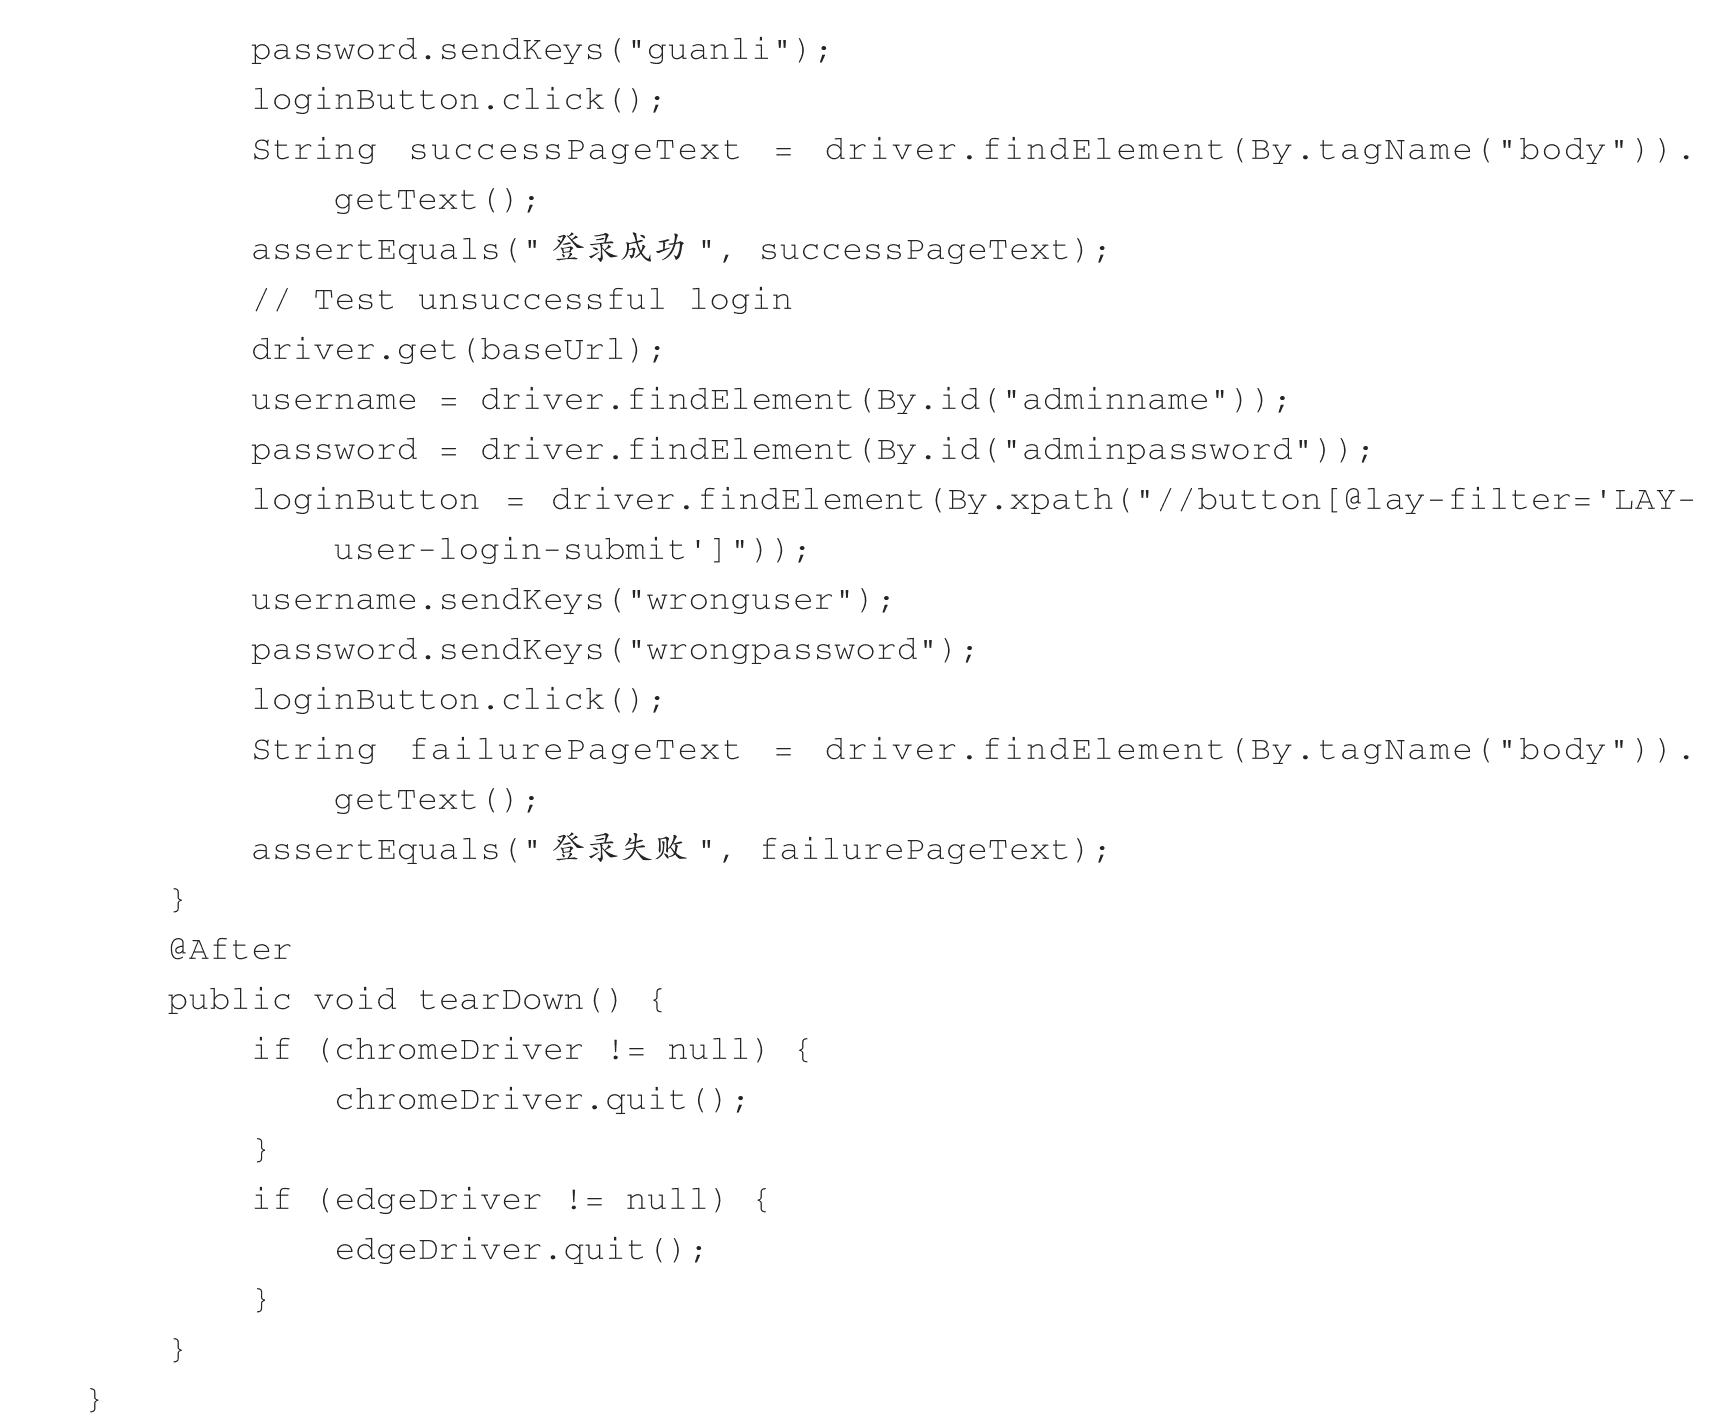 password.sendKeys("guanli");
loginButton.click();
String successPageText = driver.findElement(By.tagName("body")).
getText();
assertEquals("登录成功", successPageText);
// Test unsuccessful login
driver.get(baseUrl);
username = driver.findElement(By.id("adminname"));
password = driver.findElement(By.id("adminpassword"));
loginButton = driver.findElement(By.xpath("//button[@lay-filter='LAY-
user-login-submit']"));
username.sendKeys("wronguser");
password.sendKeys("wrongpassword");
loginButton.click();
String failurePageText = driver.findElement(By.tagName("body")).
getText();
assertEquals("登录失败", failurePageText);
}
@After
public void tearDown() {
if (chromeDriver != null) {
chromeDriver.quit();
}
if (edgeDriver != null) {
edgeDriver.quit();
}
}
}